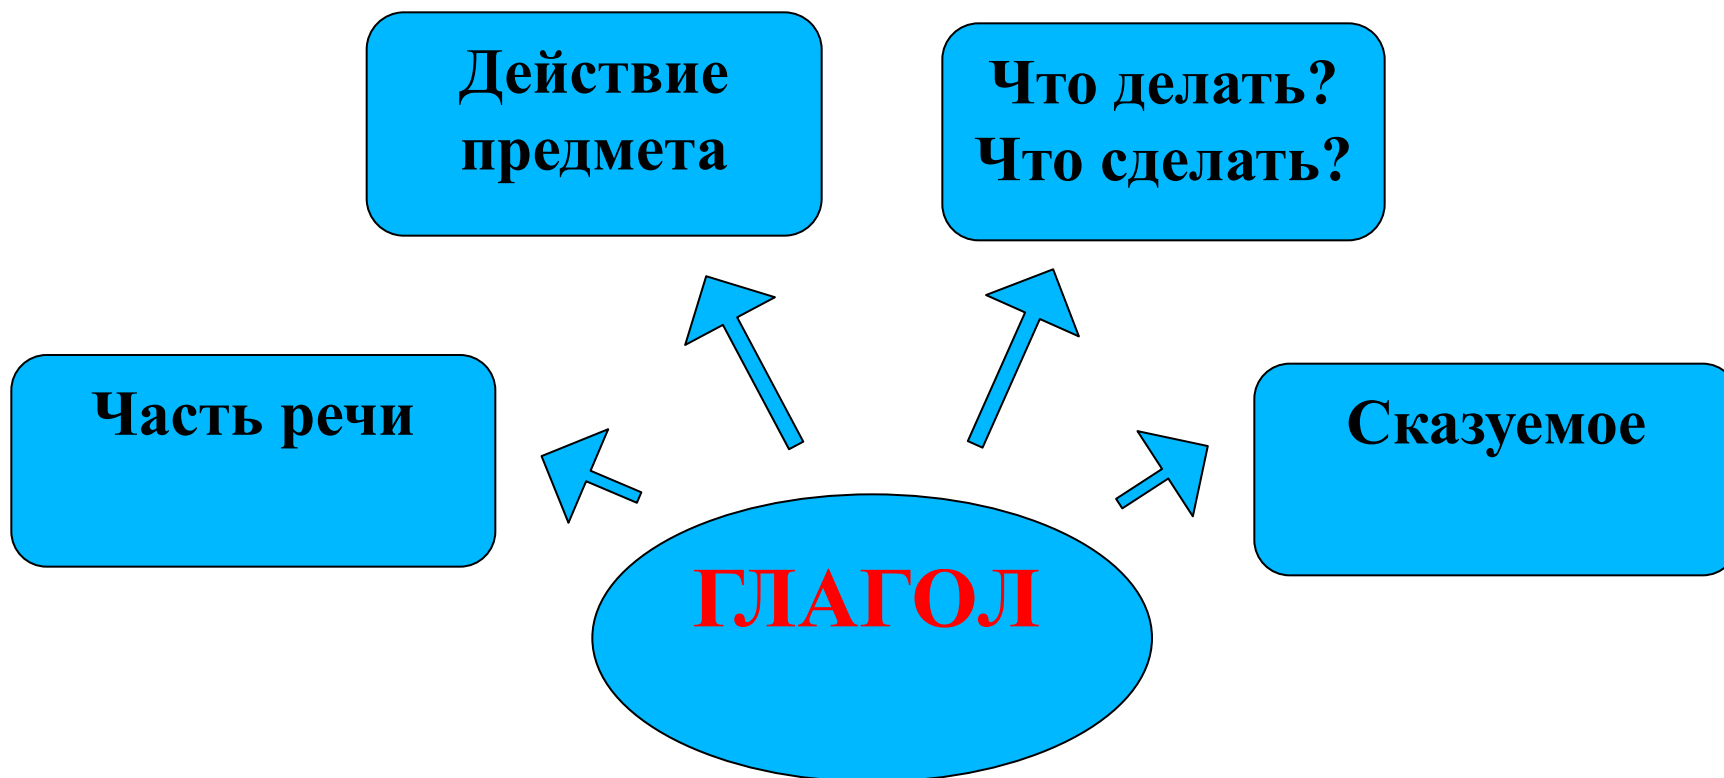 Действие
предмета
Что делать?
Что сделать?
Часть речи
Сказуемое
ГЛАГОЛ